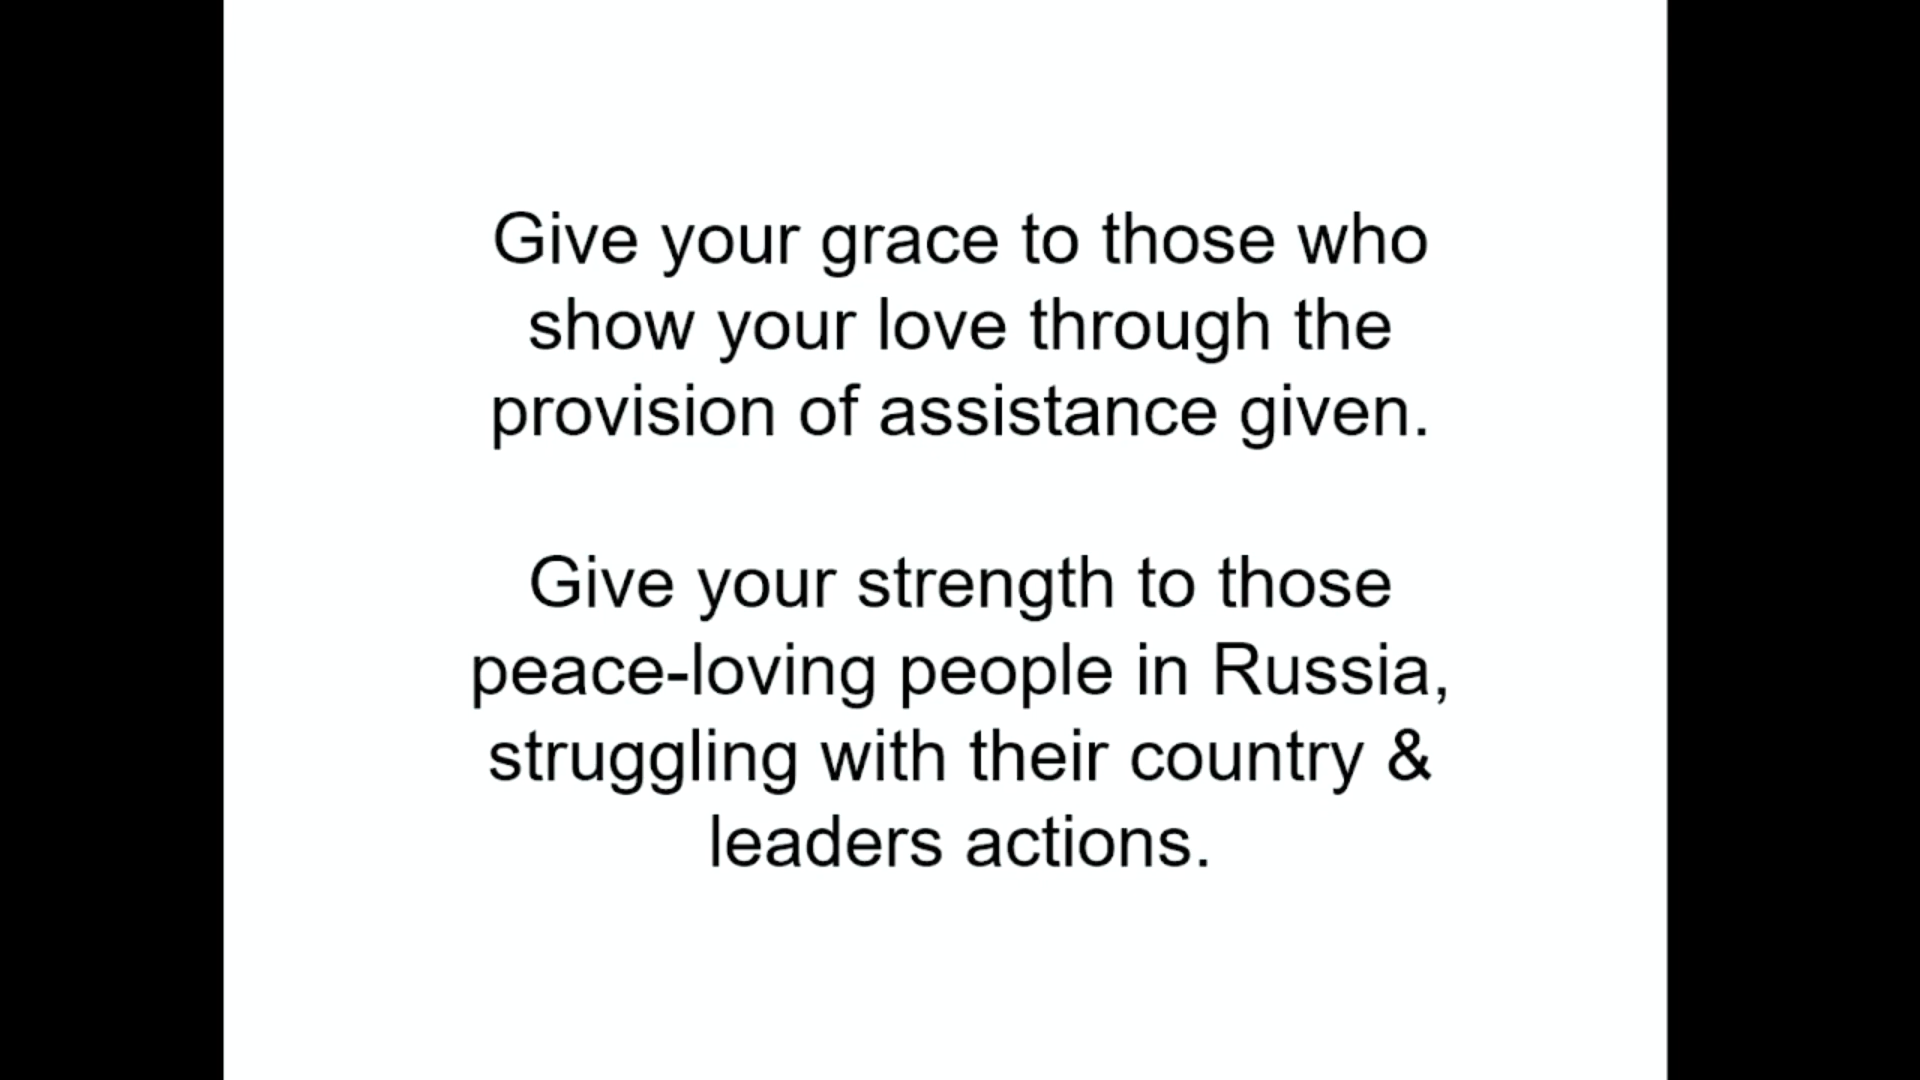 Give your grace to those who
show your love through the
provision of assistance given.
Give your strength to those
peace-loving people in Russia,
struggling with their country &
leaders actions.